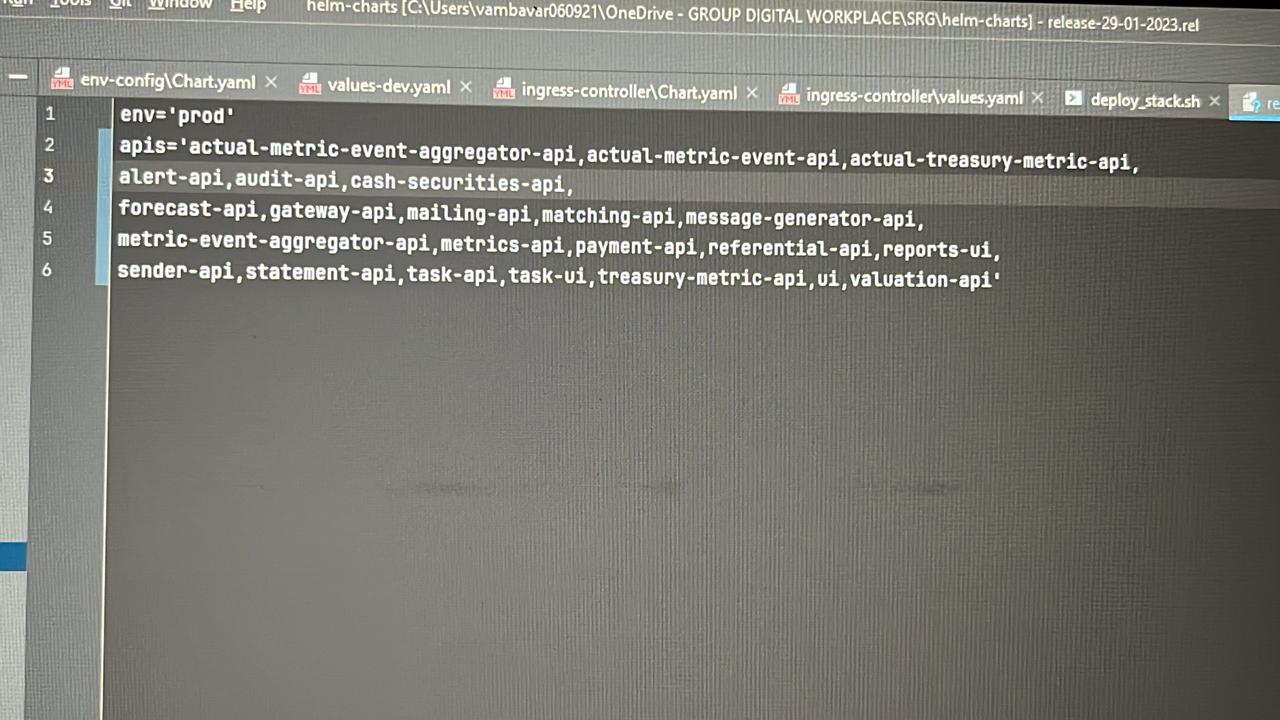 Tools Git Window Help helm-charts [C:\Users\vambavar060921\OneDrive - GROUP DIGITAL WORKPLACE\SRG\helm-charts] - release-29-01-2023.rel
env-config\Chart.yaml values-dev.yaml ingress-controller\Chart.yaml ingress-controller\values.yaml deploy_stack.sh re
1 env='prod'
2 apis='actual-metric-event-aggregator-api,actual-metric-event-api,actual-treasury-metric-api,
3 alert-api,audit-api,cash-securities-api,
4 forecast-api,gateway-api,mailing-api,matching-api,message-generator-api,
5 metric-event-aggregator-api,metrics-api,payment-api,referential-api,reports-ui,
6 sender-api,statement-api,task-api,task-ui,treasury-metric-api,ui,valuation-api'